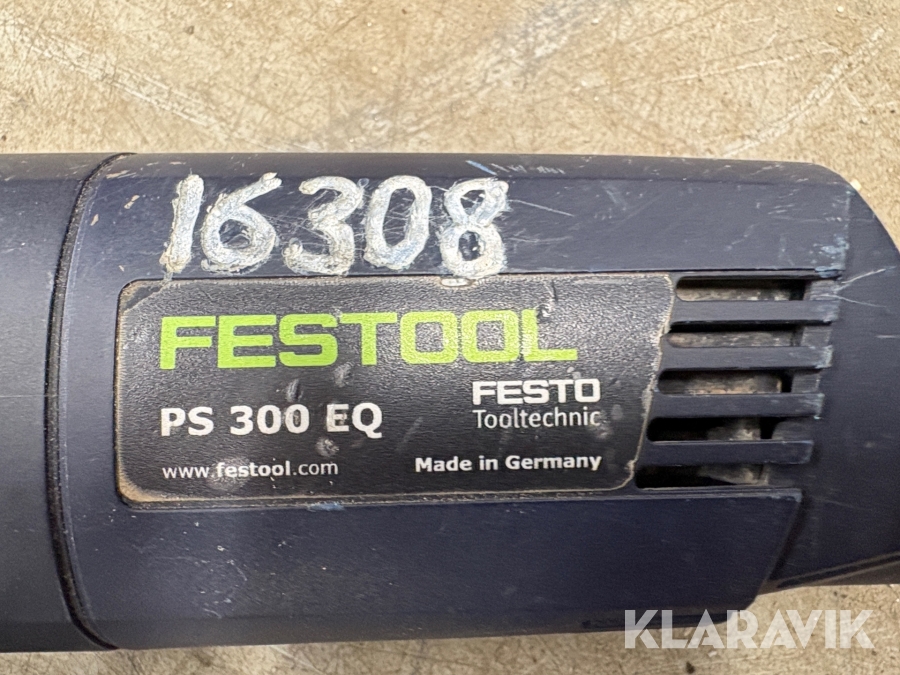 16308
FESTOOL
PS 300 EQ
FESTO
Tooltechnic
www.festool.com
Made in Germany
KLARAVIK